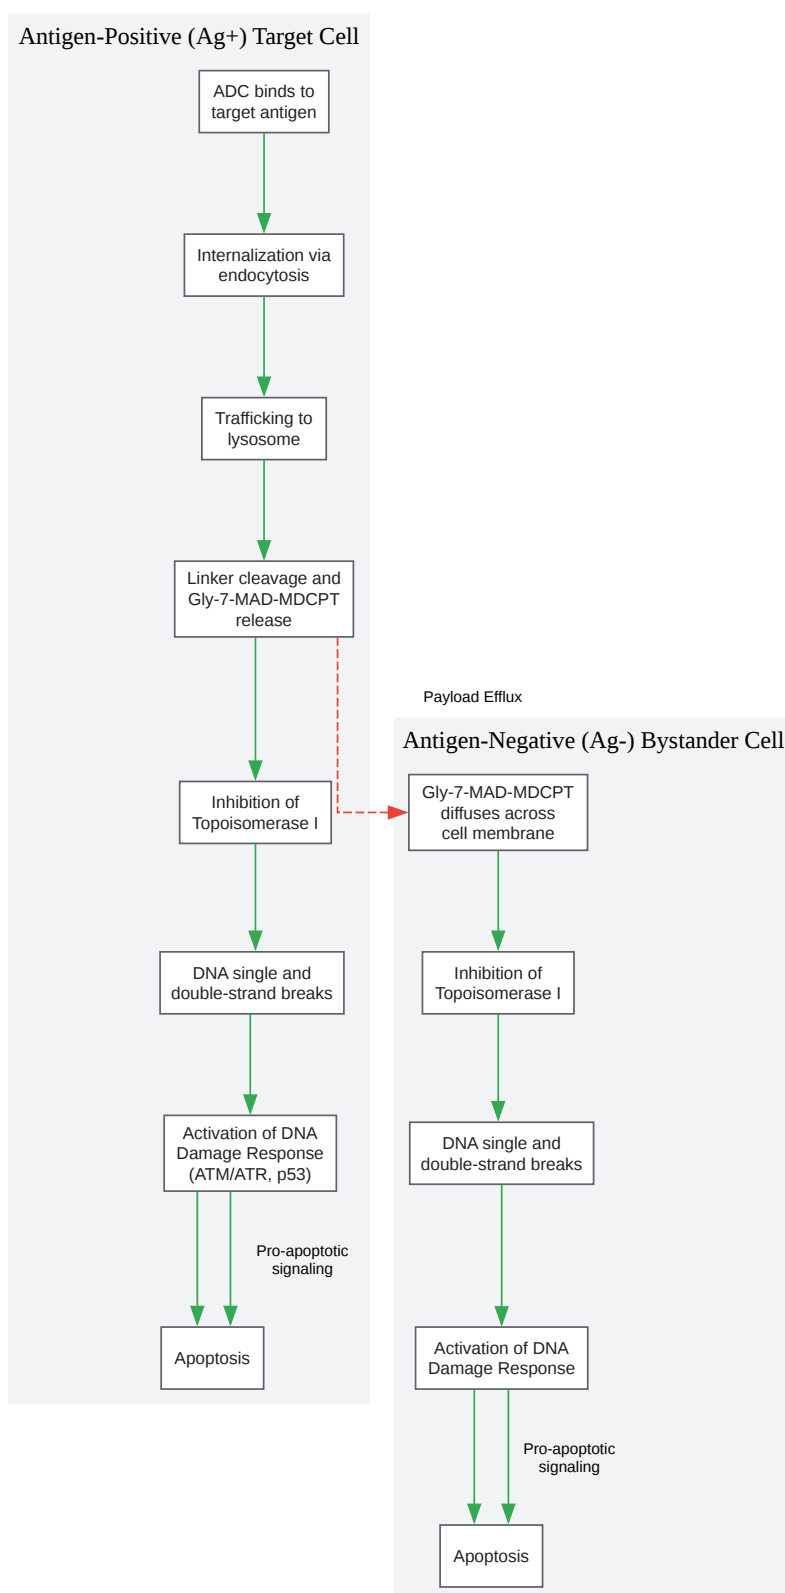 Antigen-Positive (Ag+) Target Cell
ADC binds to
target antigen
Internalization via
endocytosis
Trafficking to
lysosome
Linker cleavage and
Gly-7-MAD-MDCPT
release
Inhibition of
Topoisomerase I
DNA single and
double-strand breaks
Activation of DNA
Damage Response
(ATM/ATR, p53)
Pro-apoptotic
signaling
Apoptosis
Payload Efflux
Antigen-Negative (Ag-) Bystander Cell
Gly-7-MAD-MDCPT
diffuses across
cell membrane
Inhibition of
Topoisomerase I
DNA single and
double-strand breaks
Activation of DNA
Damage Response
Pro-apoptotic
signaling
Apoptosis